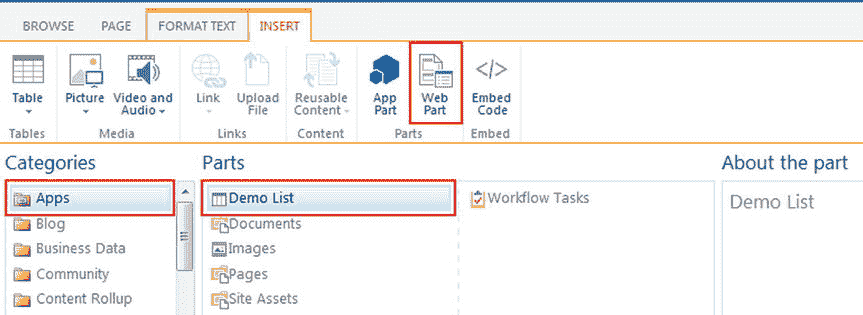 BROWSE PAGE FORMAT TEXT INSERT
Table Picture Video and Audio Link Upload File Reusable Content App Part Web Part Embed Code
Tables Media Links Content Parts Embed
Categories Parts About the part
Apps Demo List Workflow Tasks Demo List
Blog Documents
Business Data Images
Community Pages
Content Rollup Site Assets